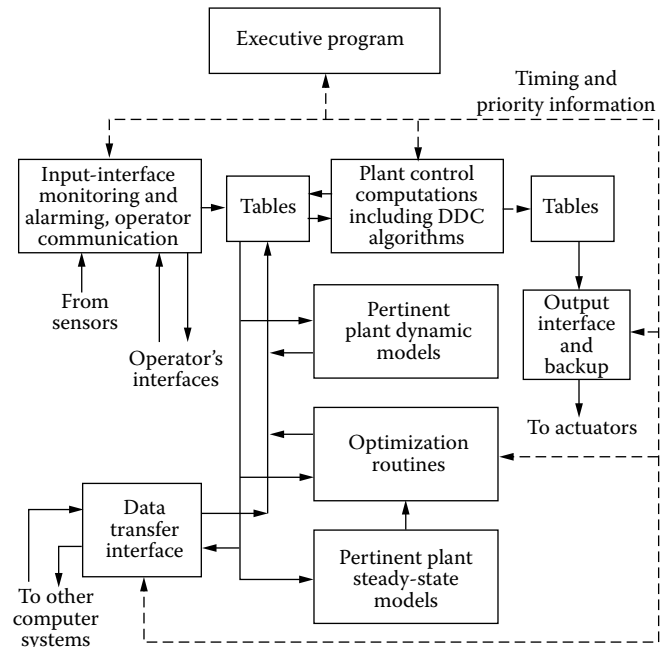 Executive program
Timing and
priority information
Input-interface
monitoring and
alarming, operator
communication
Tables
Plant control
computations
including DDC
algorithms
Tables
From
sensors
Operator's
interfaces
Pertinent
plant dynamic
models
Output
interface
and
backup
To actuators
Optimization
routines
Data
transfer
interface
Pertinent plant
steady-state
models
To other
computer
systems